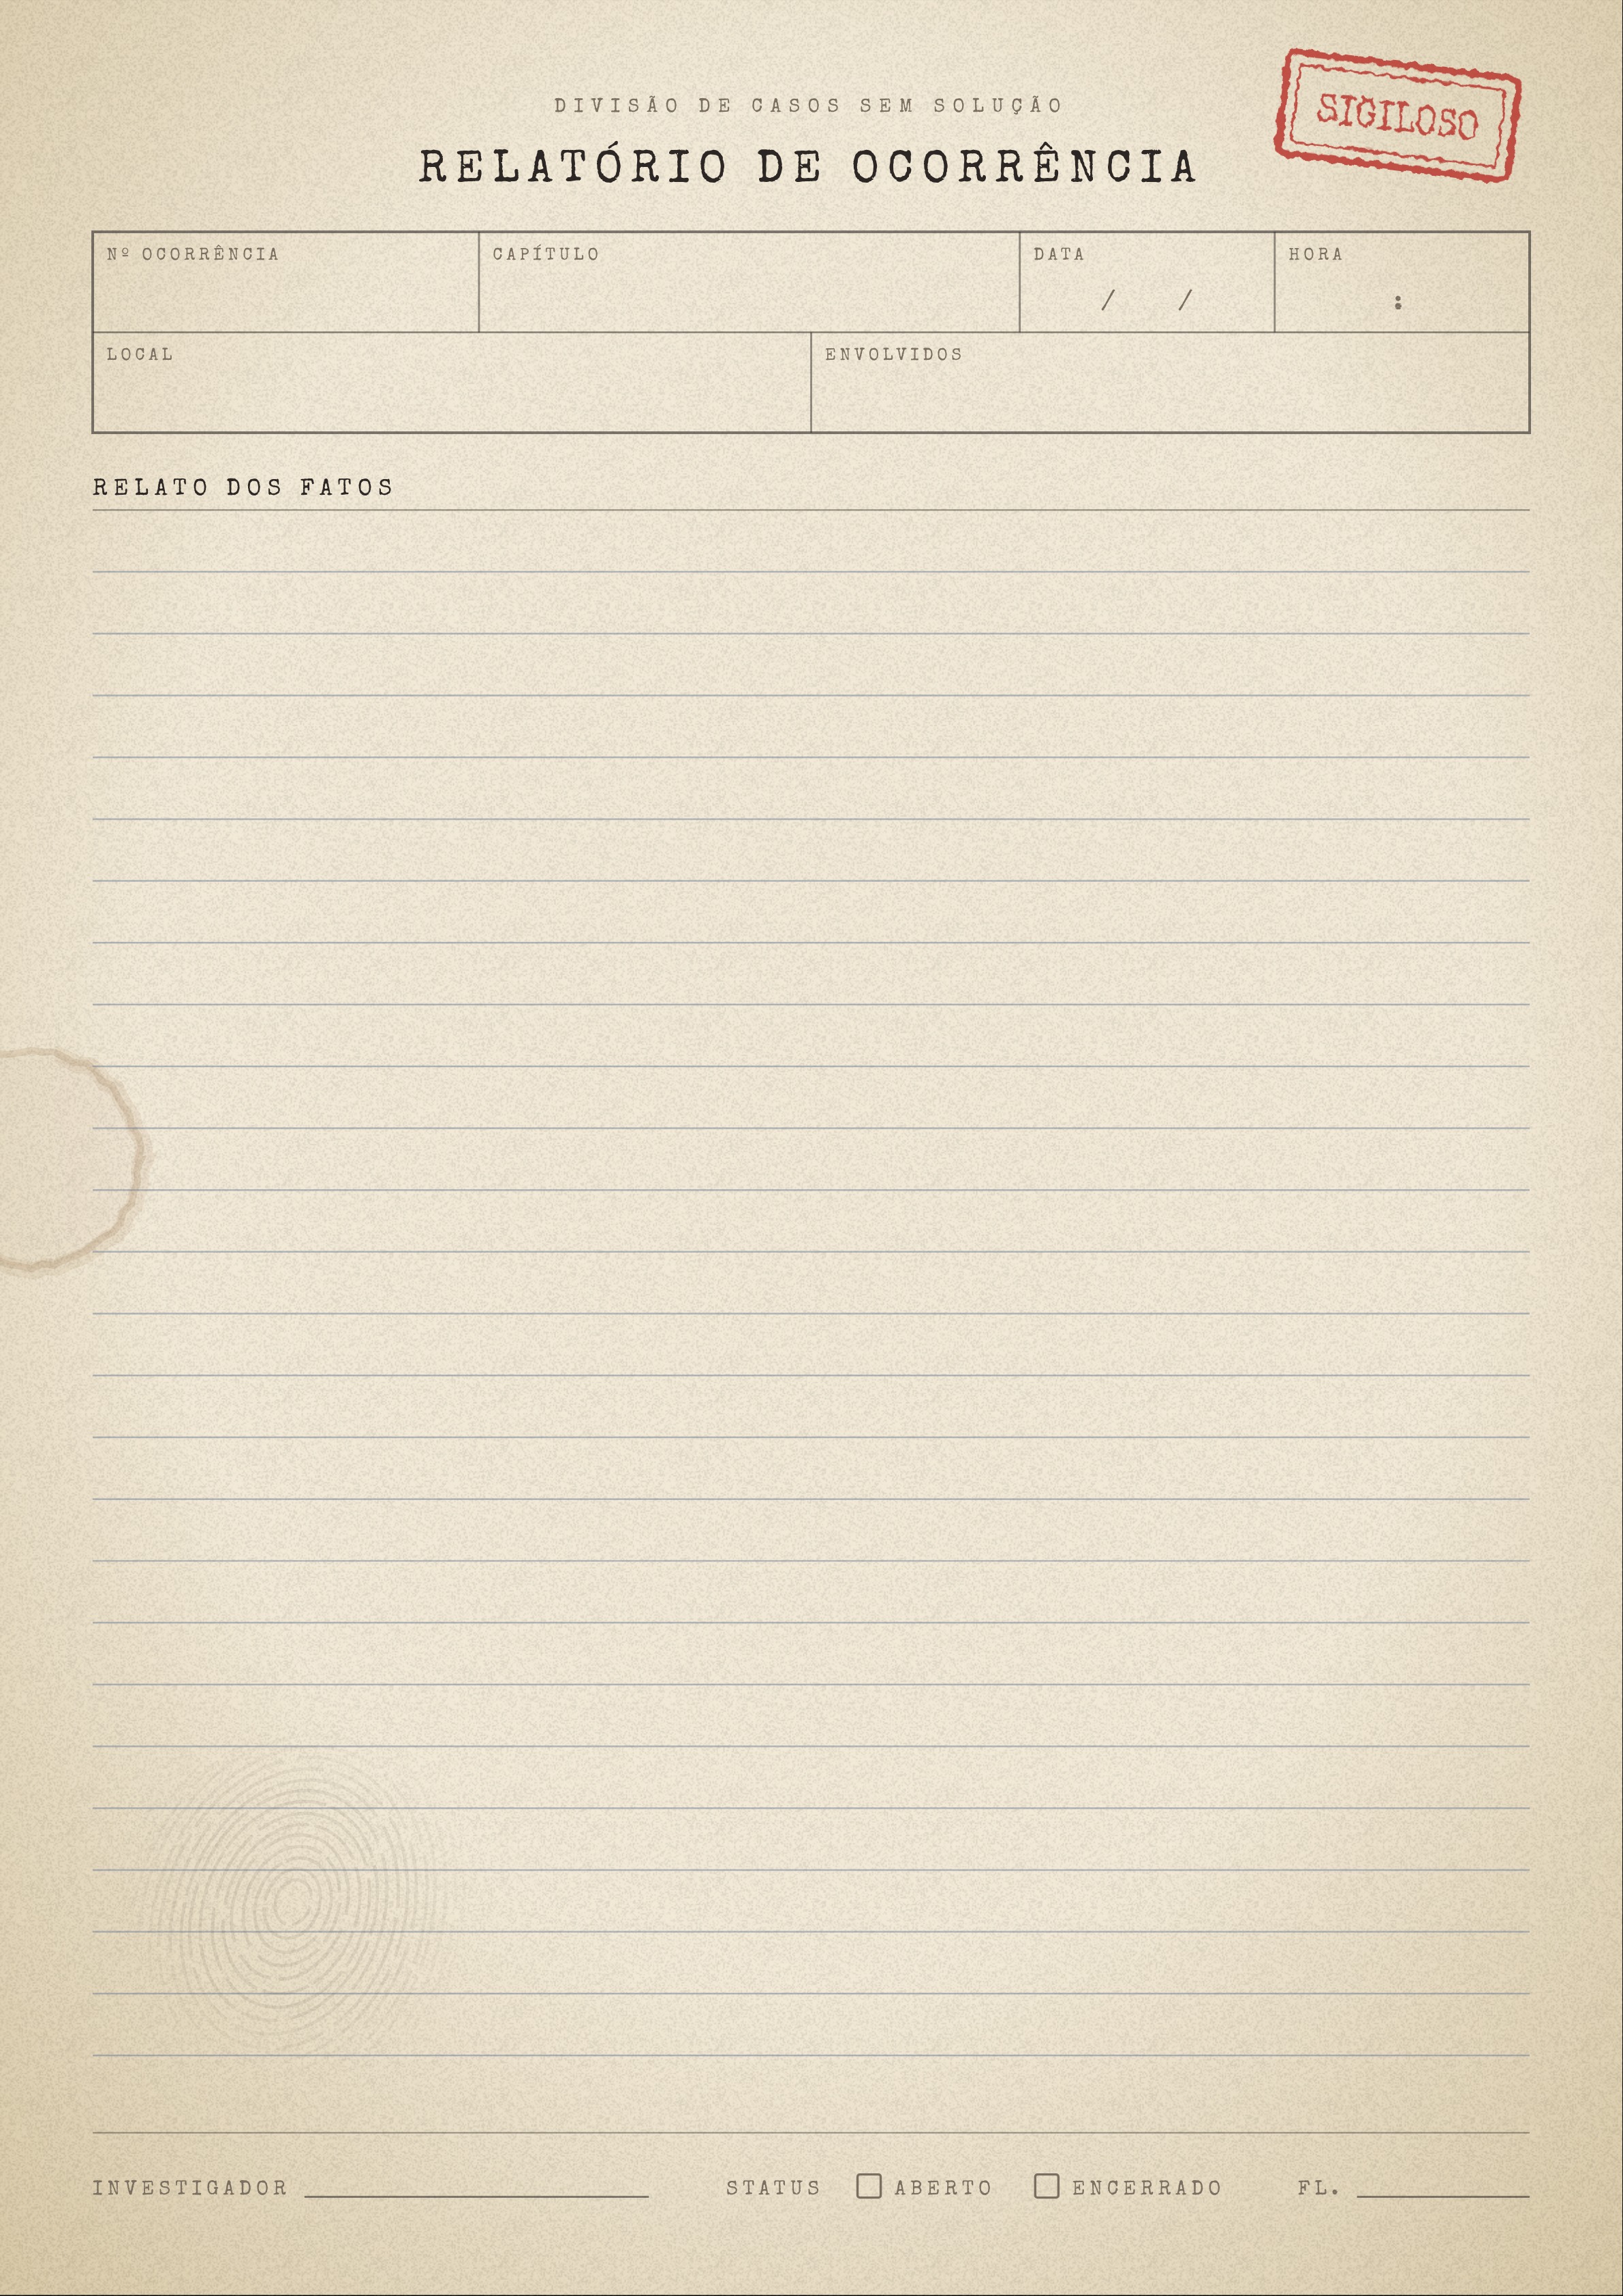 DIVISÃO DE CASOS SEM SOLUÇÃO
SIGILOSO
RELATÓRIO DE OCORRÊNCIA
Nº OCORRÊNCIA CAPÍTULO DATA HORA
/ / :
LOCAL ENVOLVIDOS
RELATO DOS FATOS
INVESTIGADOR STATUS ABERTO ENCERRADO FL.